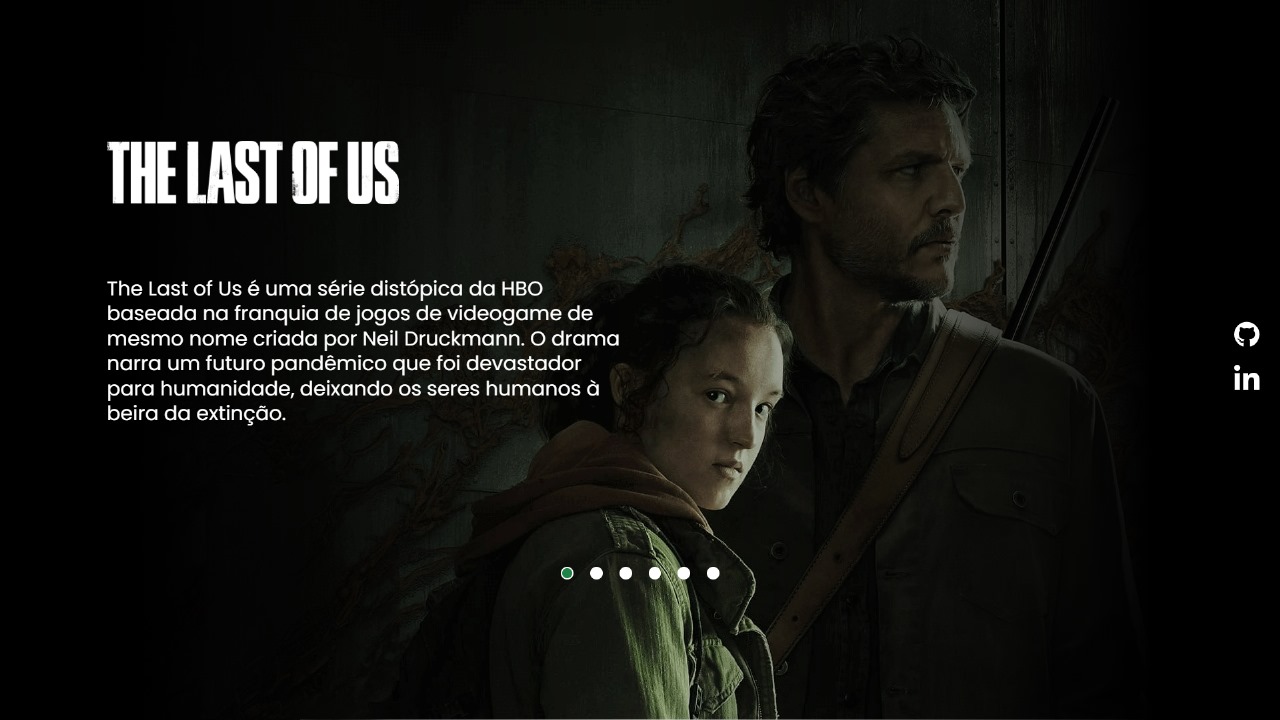 THE LAST OF US
The Last of Us é uma série distópica da HBO
baseada na franquia de jogos de videogame de
mesmo nome criada por Neil Druckmann. O drama
narra um futuro pandêmico que foi devastador
para humanidade, deixando os seres humanos à
beira da extinção.
in